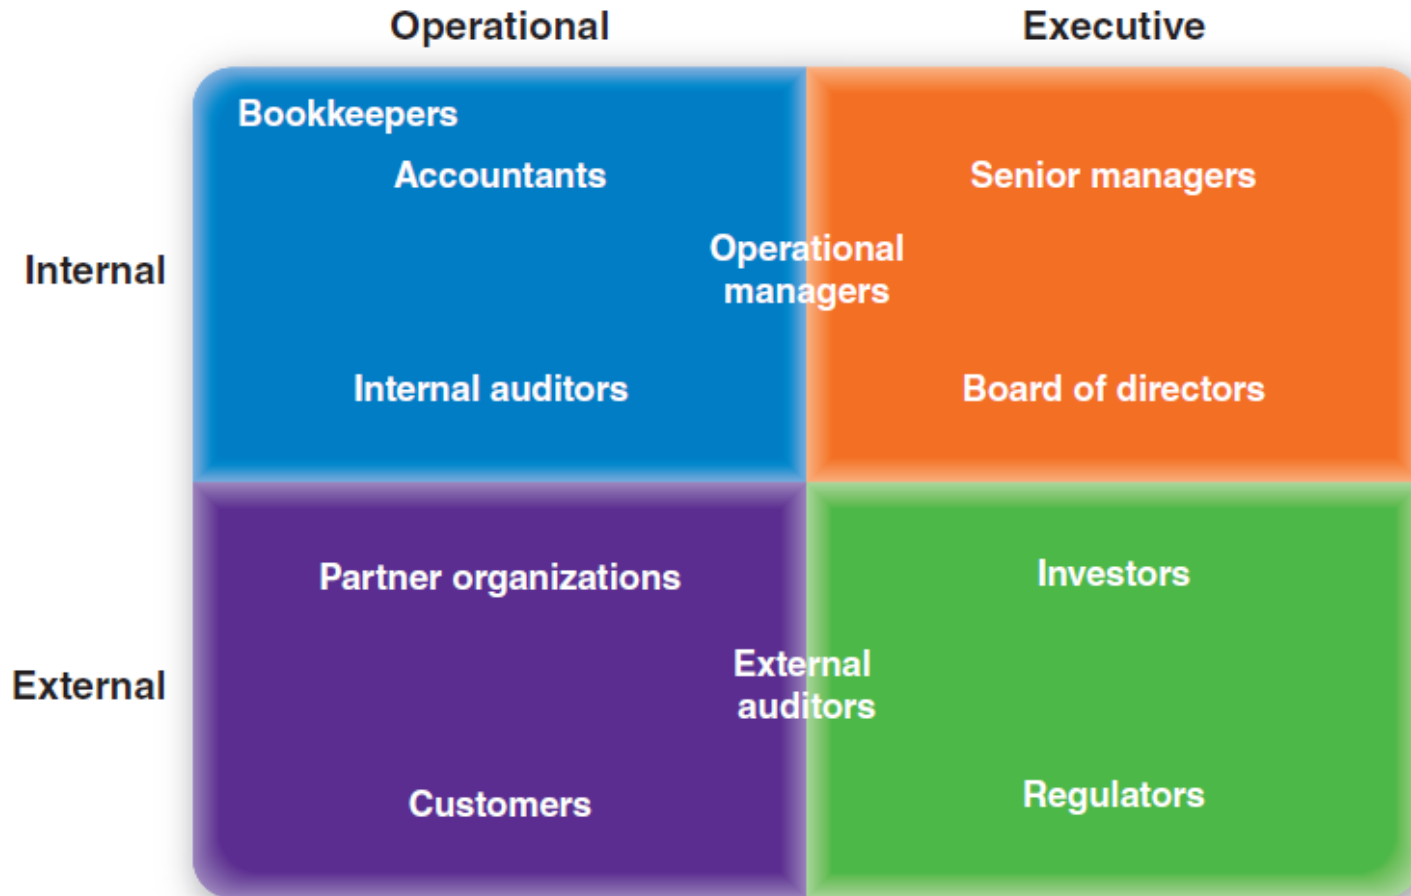 Operational
Executive
Bookkeepers
Accountants
Senior managers
Operational
managers
Internal
Internal auditors
Board of directors
Partner organizations
Investors
External
auditors
External
Customers
Regulators